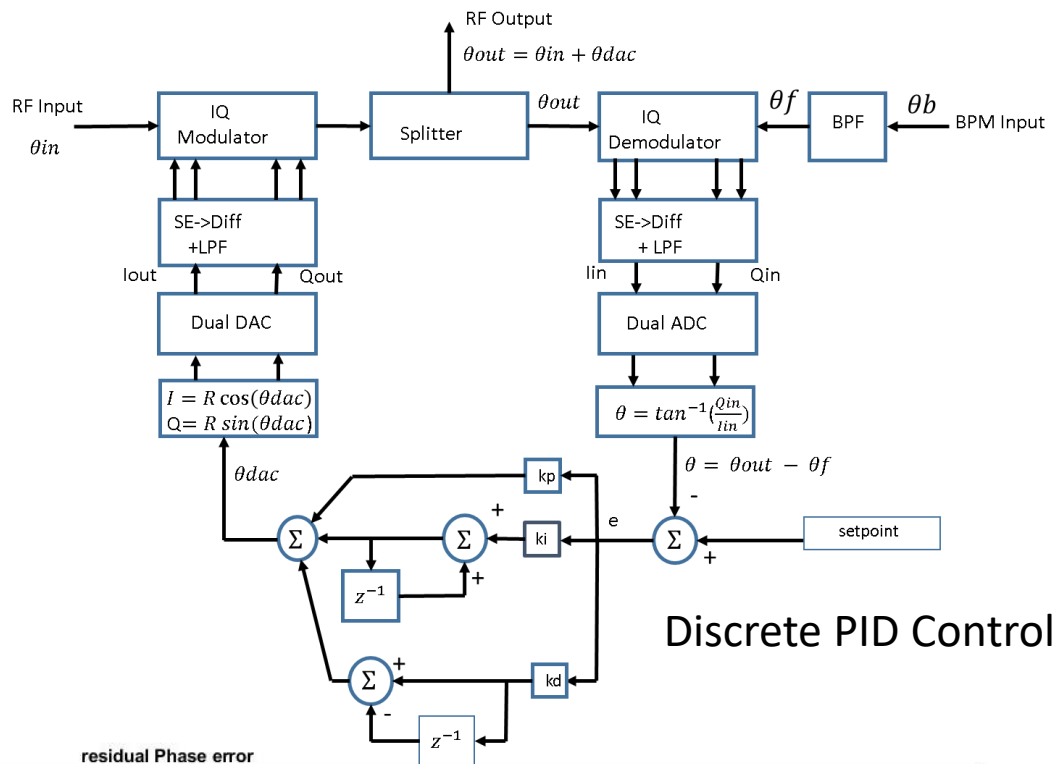 RF Output
θout = θin + θdac
RF Input
θin
IQ
Modulator
Splitter
θout
IQ
Demodulator
θf
BPF
θb
BPM Input
SE->Diff
+LPF
SE->Diff
+ LPF
Iout
Qout
Iin
Qin
Dual DAC
Dual ADC
I = R cos(θdac)
Q= R sin(θdac)
θ = tan⁻¹(Qin/Iin)
θdac
θ = θout − θf
kp
-
+
Σ
Σ
ki
e
Σ
setpoint
+
+
z⁻¹
Discrete PID Control
+
Σ
kd
-
z⁻¹
residual Phase error